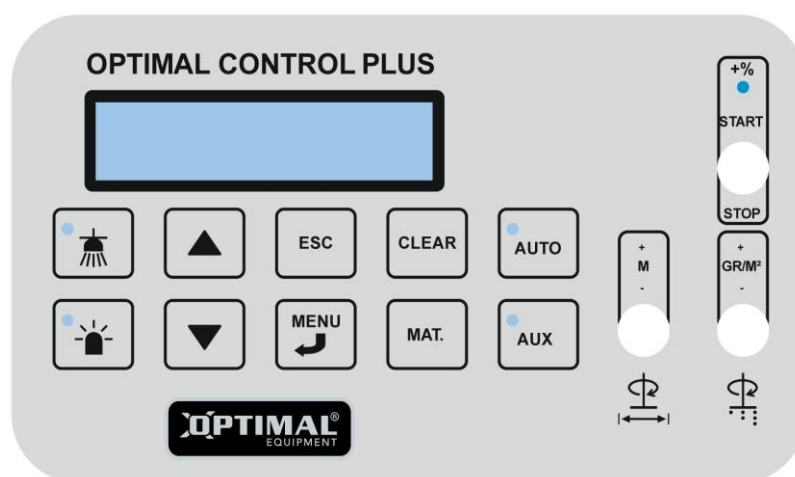 OPTIMAL CONTROL PLUS
+%
START
STOP
ESC
CLEAR
AUTO
MENU
MAT.
AUX
+
M
-
+
GR/M²
-
OPTIMAL®
EQUIPMENT